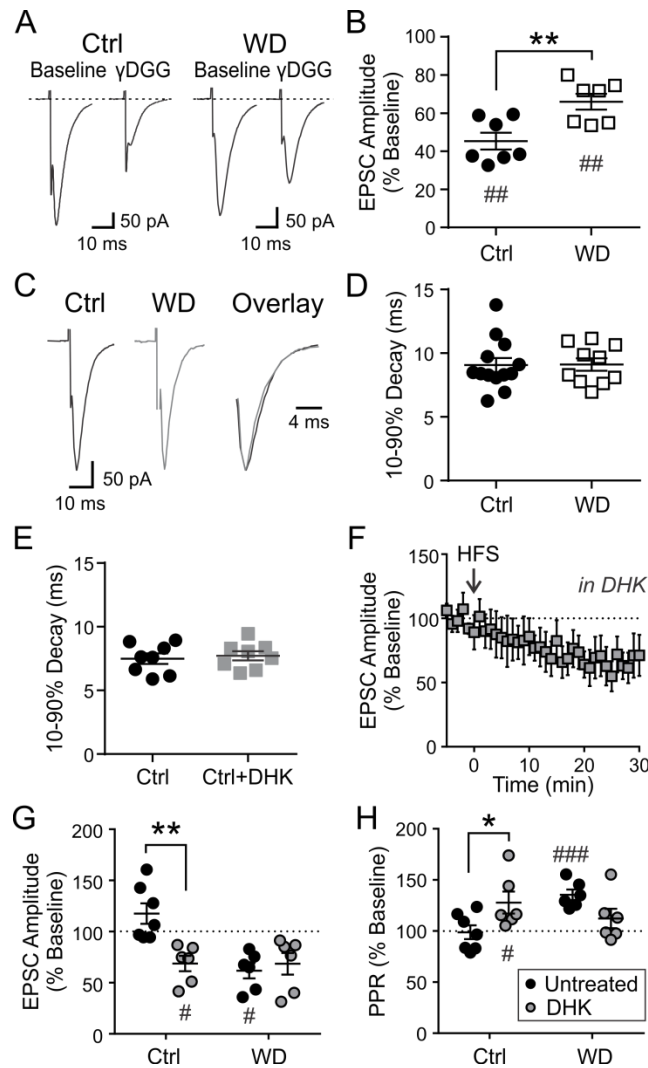 A
Ctrl WD
Baseline γDGG Baseline γDGG
50 pA 50 pA
10 ms 10 ms
B
**
EPSC Amplitude
(% Baseline)
100
80
60
40
20
0
## ##
Ctrl WD
C
Ctrl WD Overlay
4 ms
50 pA
10 ms
D
10-90% Decay (ms)
15
10
5
0
Ctrl WD
E
10-90% Decay (ms)
15
10
5
0
Ctrl Ctrl+DHK
F
HFS
in DHK
EPSC Amplitude
(% Baseline)
150
100
50
0
0 10 20 30
Time (min)
G
**
EPSC Amplitude
(% Baseline)
200
150
100
50
0
# #
Ctrl WD
H
*
###
PPR (% Baseline)
200
150
100
50
0
#
Untreated
DHK
Ctrl WD